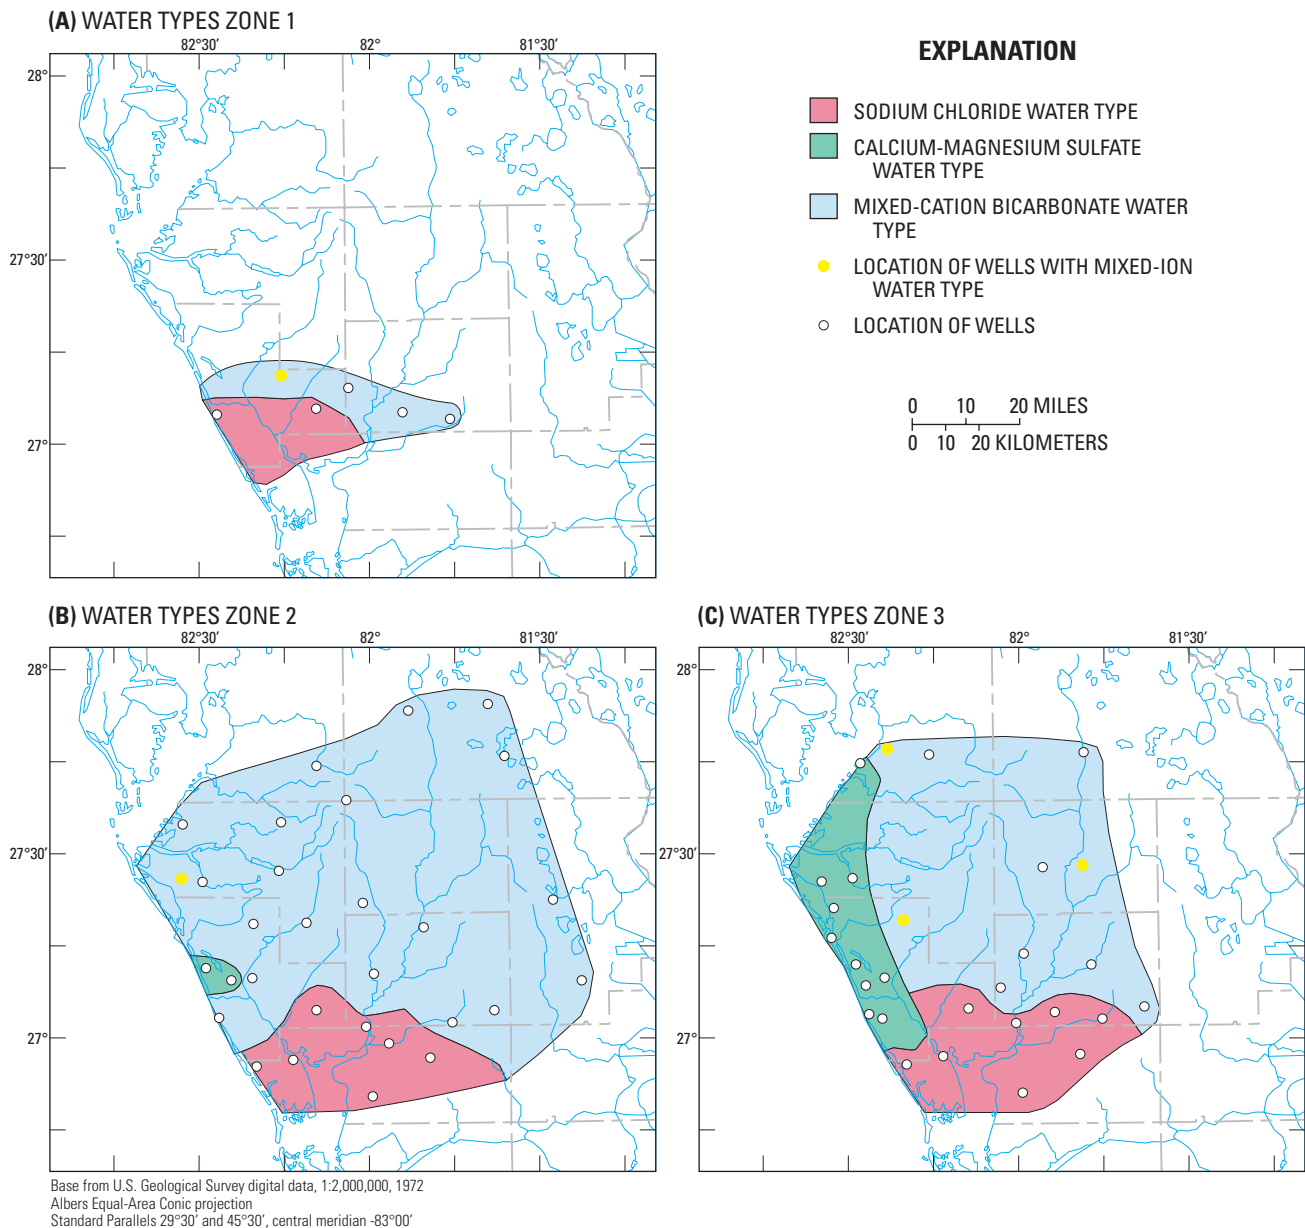 (A) WATER TYPES ZONE 1
82°30′ 82° 81°30′
28°
27°30′
27°
EXPLANATION
SODIUM CHLORIDE WATER TYPE
CALCIUM-MAGNESIUM SULFATE
WATER TYPE
MIXED-CATION BICARBONATE WATER
TYPE
LOCATION OF WELLS WITH MIXED-ION
WATER TYPE
LOCATION OF WELLS
0 10 20 MILES
0 10 20 KILOMETERS
(B) WATER TYPES ZONE 2
82°30′ 82° 81°30′
28°
27°30′
27°
(C) WATER TYPES ZONE 3
82°30′ 82° 81°30′
28°
27°30′
27°
Base from U.S. Geological Survey digital data, 1:2,000,000, 1972
Albers Equal-Area Conic projection
Standard Parallels 29°30′ and 45°30′, central meridian -83°00′